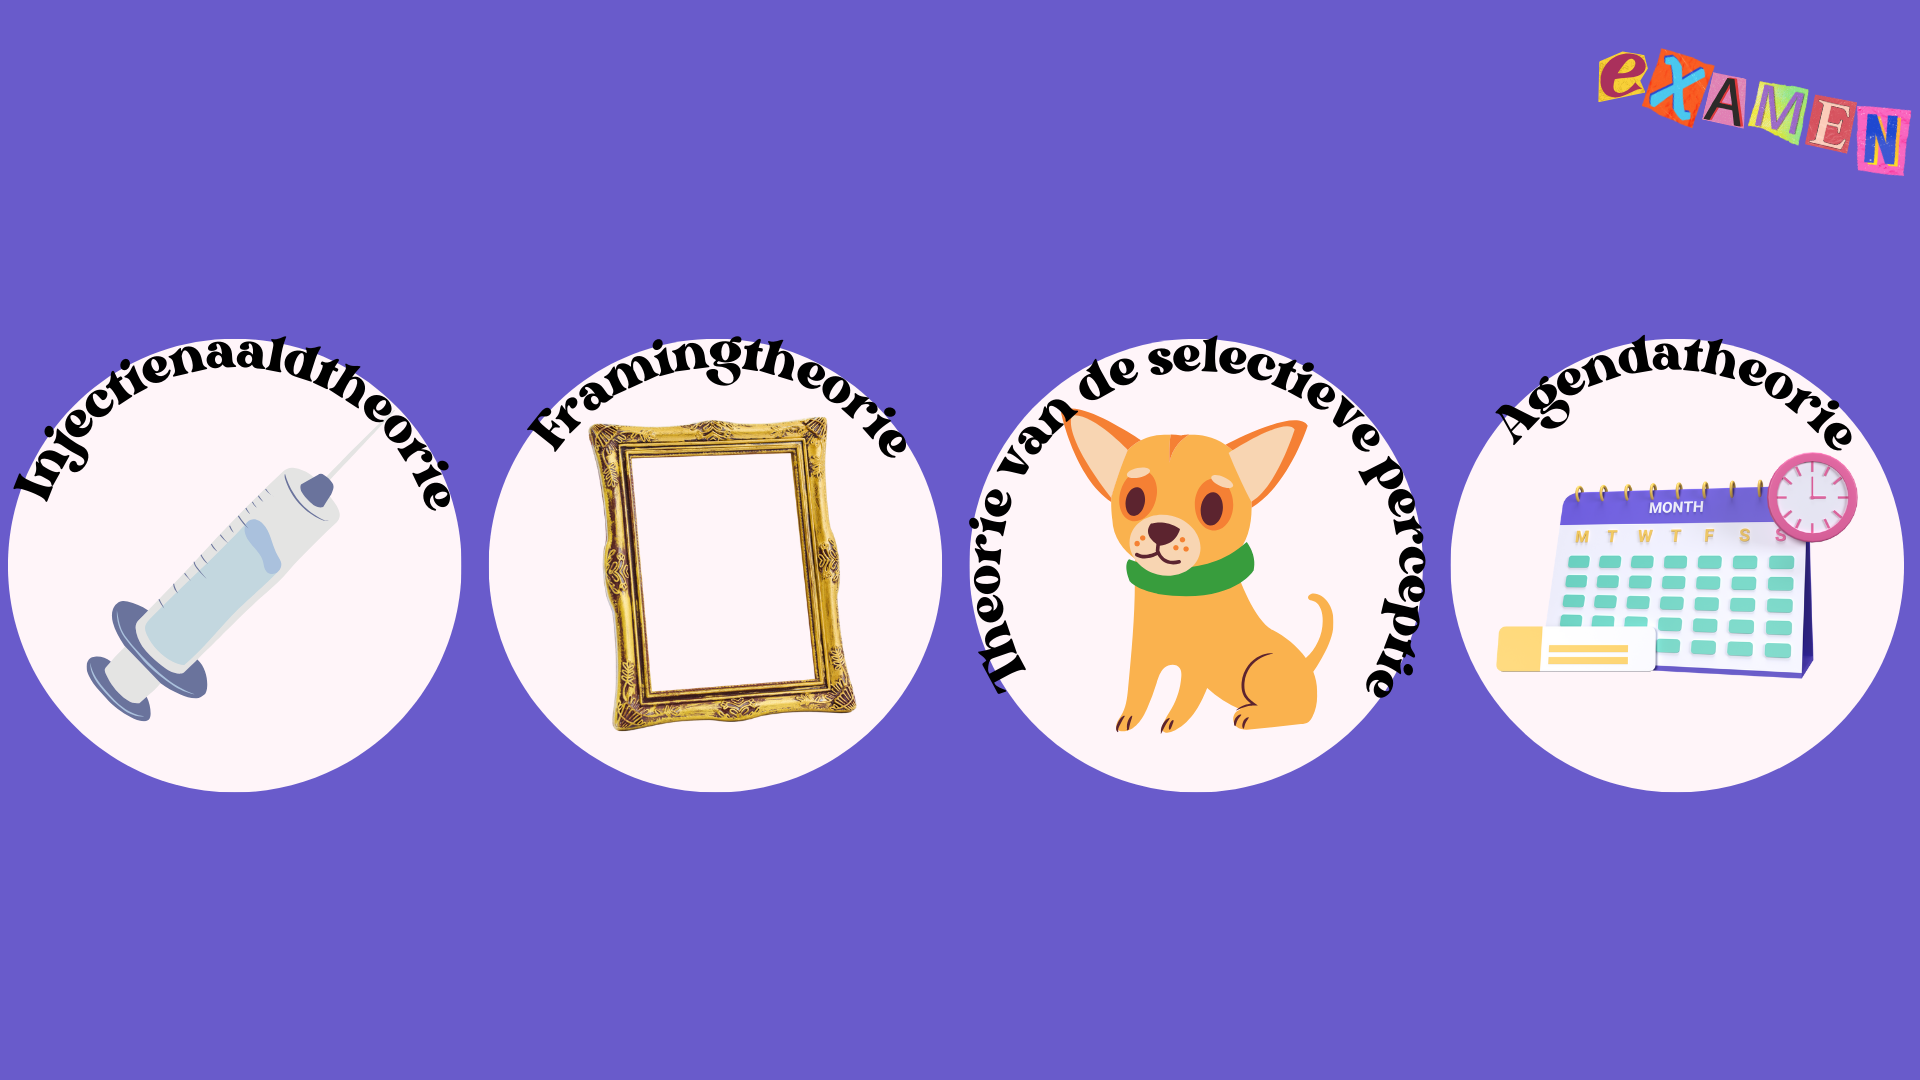 eXAMEN
Injectienaaldtheorie
Framingtheorie
Theorie van de selectieve perceptie
Agendatheorie
MONTH
M T W T F S S